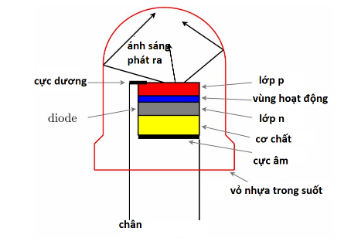 ánh sáng
phát ra
cực dương
lớp p
vùng hoạt động
diode
lớp n
cơ chất
cực âm
vỏ nhựa trong suốt
chân